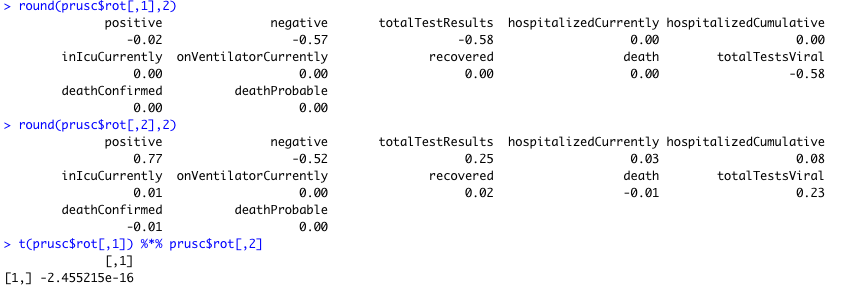 > round(prusc$rot[,1],2)
positive negative totalTestResults hospitalizedCurrently hospitalizedCumulative
-0.02 -0.57 -0.58 0.00 0.00
inIcuCurrently onVentilatorCurrently recovered death totalTestsViral
0.00 0.00 0.00 0.00 -0.58
deathConfirmed deathProbable
0.00 0.00
> round(prusc$rot[,2],2)
positive negative totalTestResults hospitalizedCurrently hospitalizedCumulative
0.77 -0.52 0.25 0.03 0.08
inIcuCurrently onVentilatorCurrently recovered death totalTestsViral
0.01 0.00 0.02 -0.01 0.23
deathConfirmed deathProbable
-0.01 0.00
> t(prusc$rot[,1]) %*% prusc$rot[,2]
[,1]
[1,] -2.455215e-16